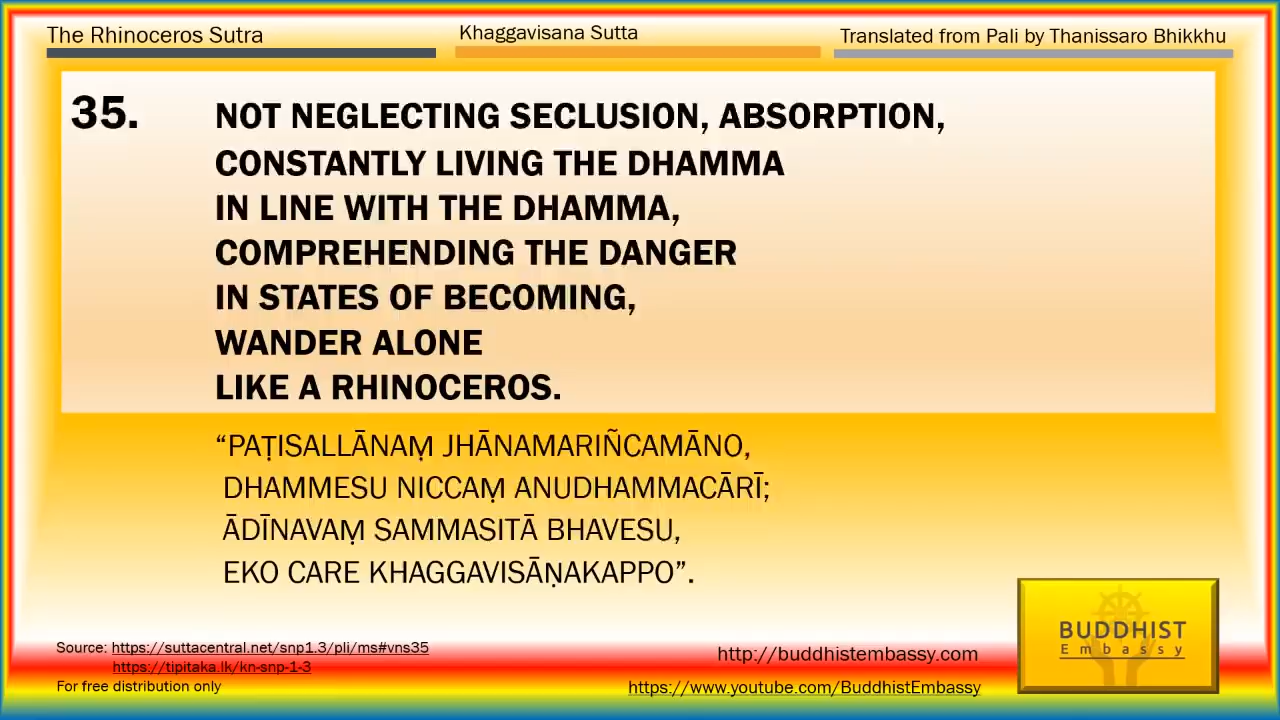 The Rhinoceros Sutra
Khaggavisana Sutta
Translated from Pali by Thanissaro Bhikkhu
35.
NOT NEGLECTING SECLUSION, ABSORPTION,
CONSTANTLY LIVING THE DHAMMA
IN LINE WITH THE DHAMMA,
COMPREHENDING THE DANGER
IN STATES OF BECOMING,
WANDER ALONE
LIKE A RHINOCEROS.
“PAṬISALLĀNAṂ JHĀNAMARIÑCAMĀNO,
DHAMMESU NICCAṂ ANUDHAMMACĀRĪ;
ĀDĪNAVAṂ SAMMASITĀ BHAVESU,
EKO CARE KHAGGAVISĀṆAKAPPO”.
Source: https://suttacentral.net/snp1.3/pli/ms#vns35
https://tipitaka.lk/kn-snp-1-3
For free distribution only
http://buddhistembassy.com
https://www.youtube.com/BuddhistEmbassy
BUDDHIST
Embassy